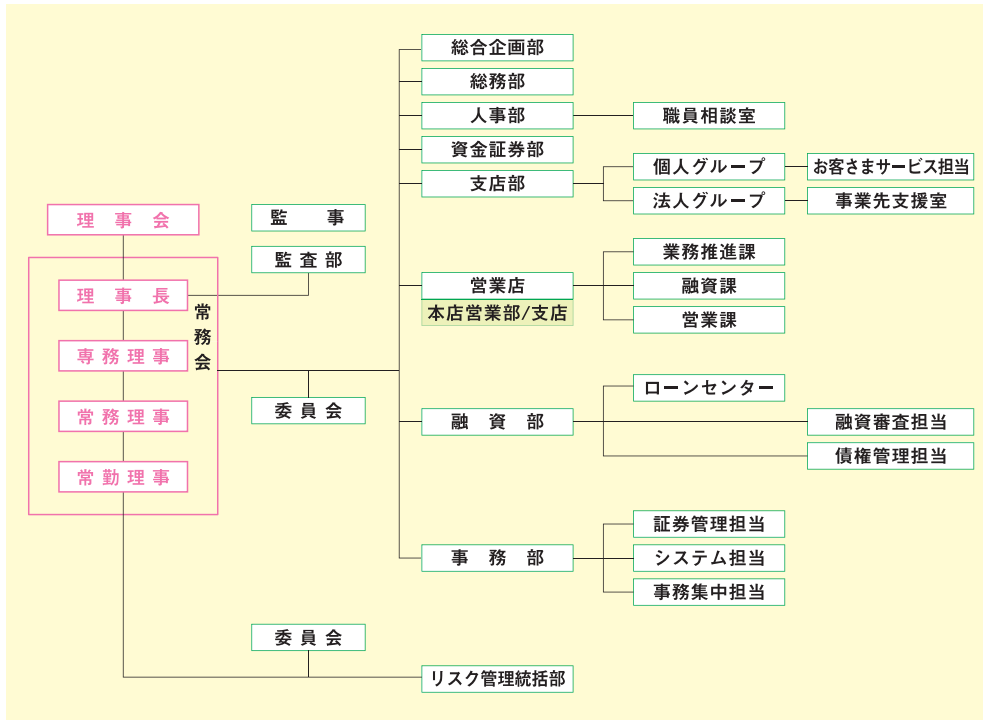 総合企画部
総務部
人事部
職員相談室
資金証券部
支店部
個人グループ
お客さまサービス担当
法人グループ
事業先支援室
理事会
監事
監査部
理事長
常務会
専務理事
常務理事
常勤理事
委員会
営業店
本店営業部/支店
業務推進課
融資課
営業課
融資部
ローンセンター
融資審査担当
債権管理担当
事務部
証券管理担当
システム担当
事務集中担当
委員会
リスク管理統括部